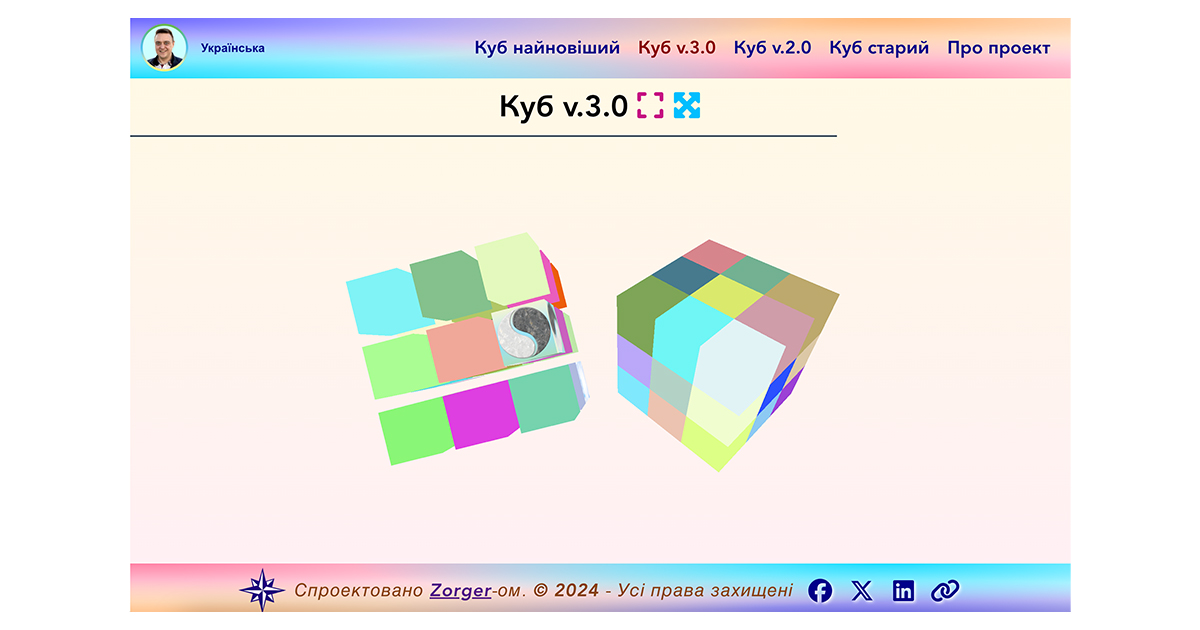 Українська
Куб найновіший Куб v.3.0 Куб v.2.0 Куб старий Про проект
Куб v.3.0
Спроектовано Zorger-ом. © 2024 - Усі права захищені